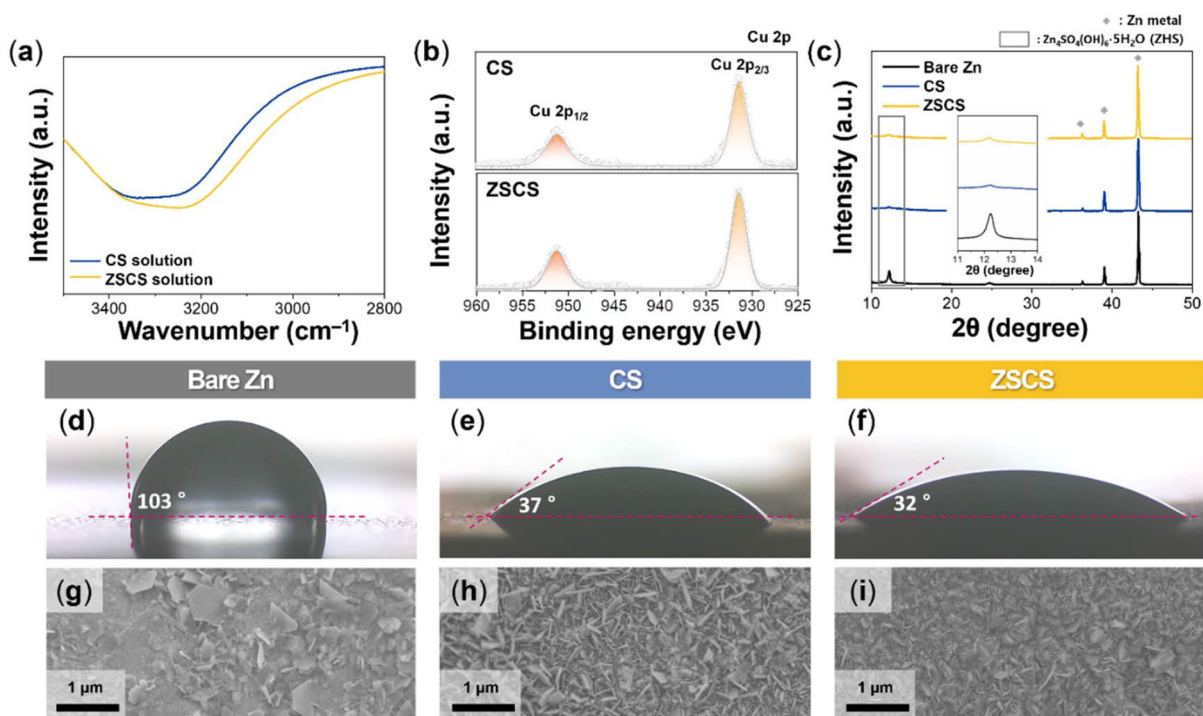 (a)
Intensity (a.u.)
CS solution
ZSCS solution
3400 3200 3000 2800
Wavenumber (cm⁻¹)
(b)
Cu 2p
CS
Cu 2p₂/₃
Cu 2p₁/₂
ZSCS
Intensity (a.u.)
960 955 950 945 940 935 930 925
Binding energy (eV)
: Zn metal
: Zn₄SO₄(OH)₆·5H₂O (ZHS)
(c)
Bare Zn
CS
ZSCS
Intensity (a.u.)
11 12 13 14
2θ (degree)
10 20 30 40 50
2θ (degree)
Bare Zn
CS
ZSCS
(d)
103 °
(e)
37 °
(f)
32 °
(g)
1 μm
(h)
1 μm
(i)
1 μm